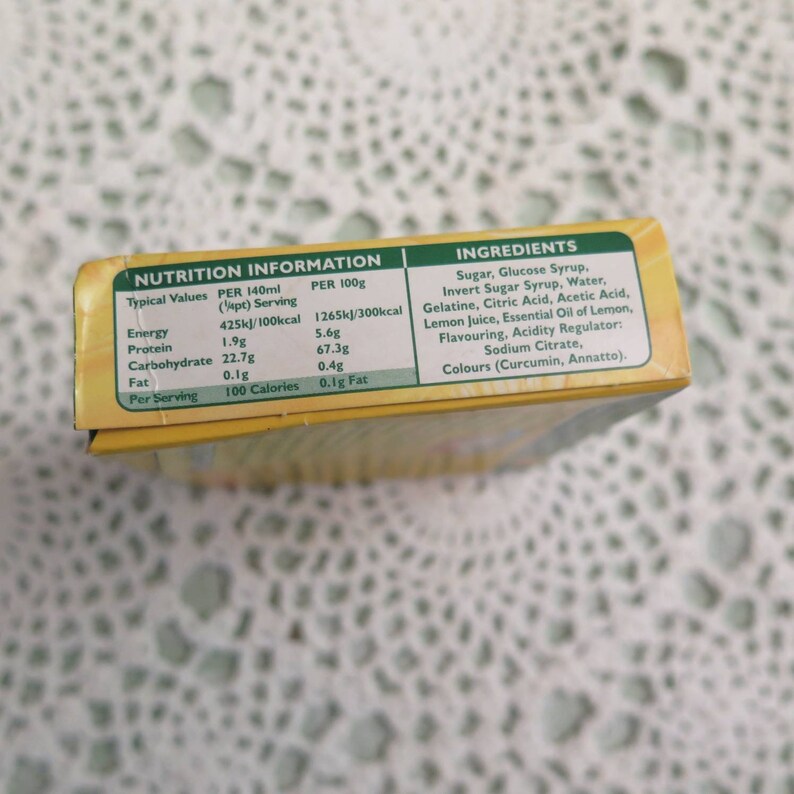 NUTRITION INFORMATION
Typical Values PER 140ml PER 100g
(¼pt) Serving
Energy 425kJ/100kcal 1265kJ/300kcal
Protein 1.9g 5.6g
Carbohydrate 22.7g 67.3g
Fat 0.1g 0.4g
Per Serving 100 Calories 0.1g Fat
INGREDIENTS
Sugar, Glucose Syrup,
Invert Sugar Syrup, Water,
Gelatine, Citric Acid, Acetic Acid,
Lemon Juice, Essential Oil of Lemon,
Flavouring, Acidity Regulator:
Sodium Citrate,
Colours (Curcumin, Annatto).